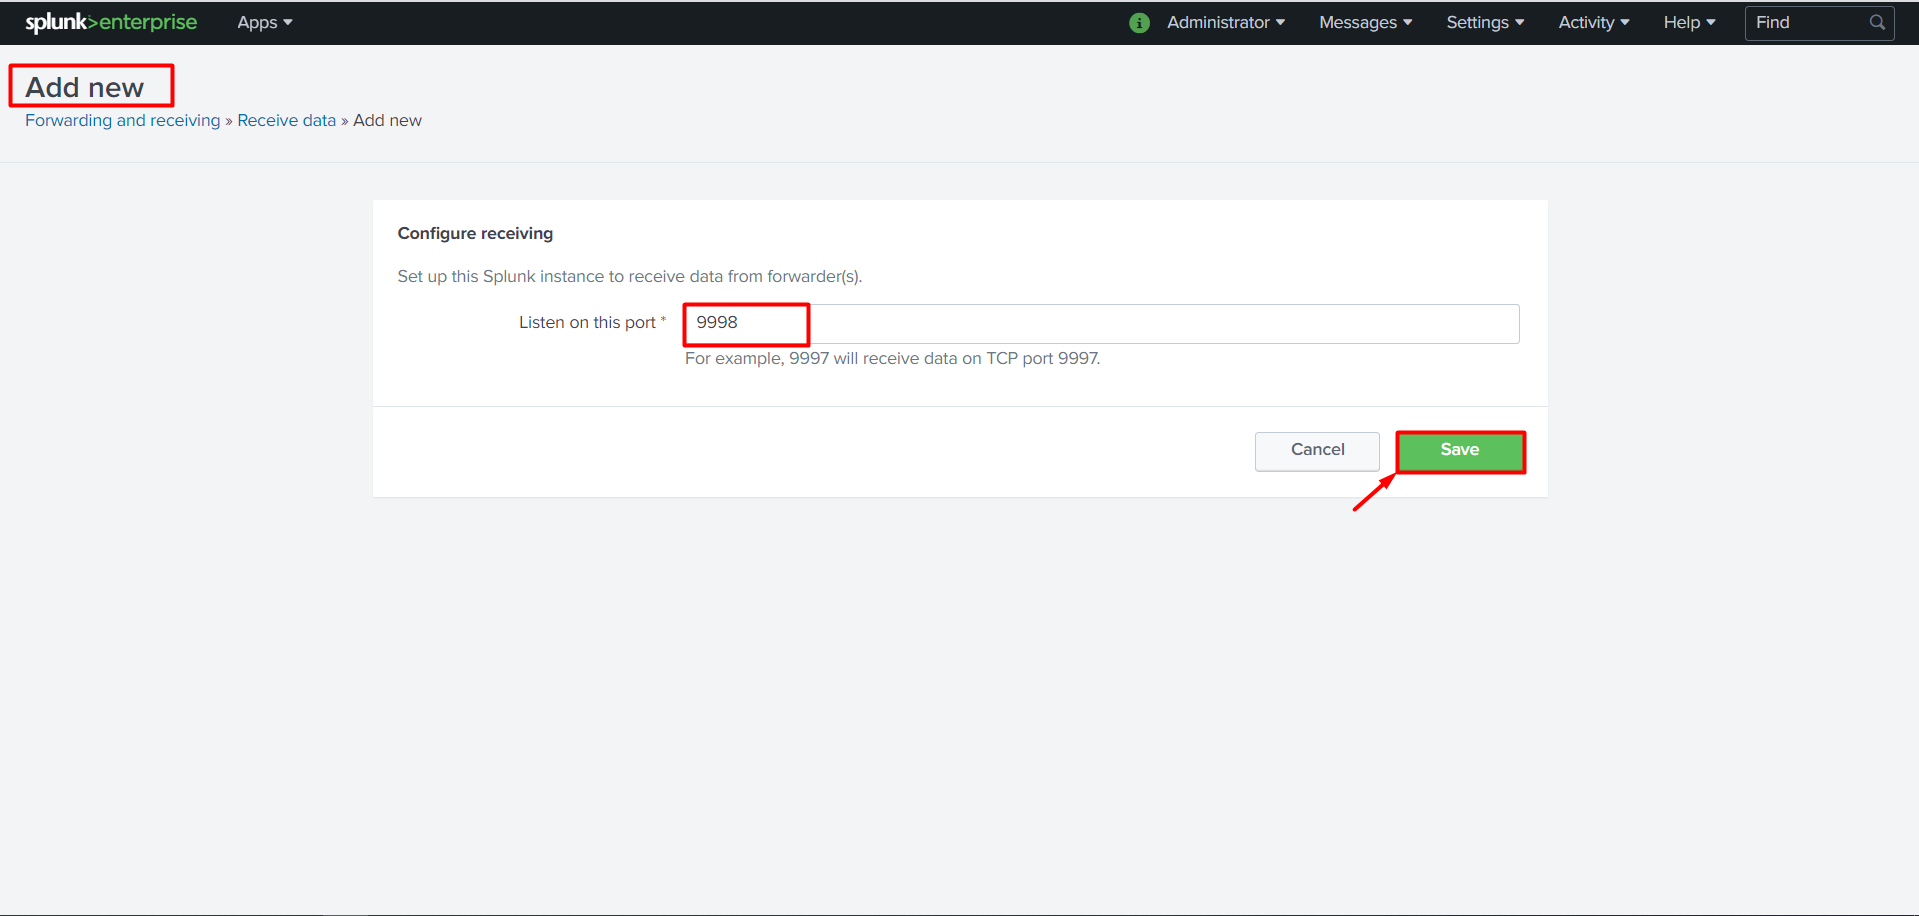 splunk>enterprise Apps Administrator Messages Settings Activity Help Find
Add new
Forwarding and receiving » Receive data » Add new
Configure receiving
Set up this Splunk instance to receive data from forwarder(s).
Listen on this port * 9998
For example, 9997 will receive data on TCP port 9997.
Cancel Save